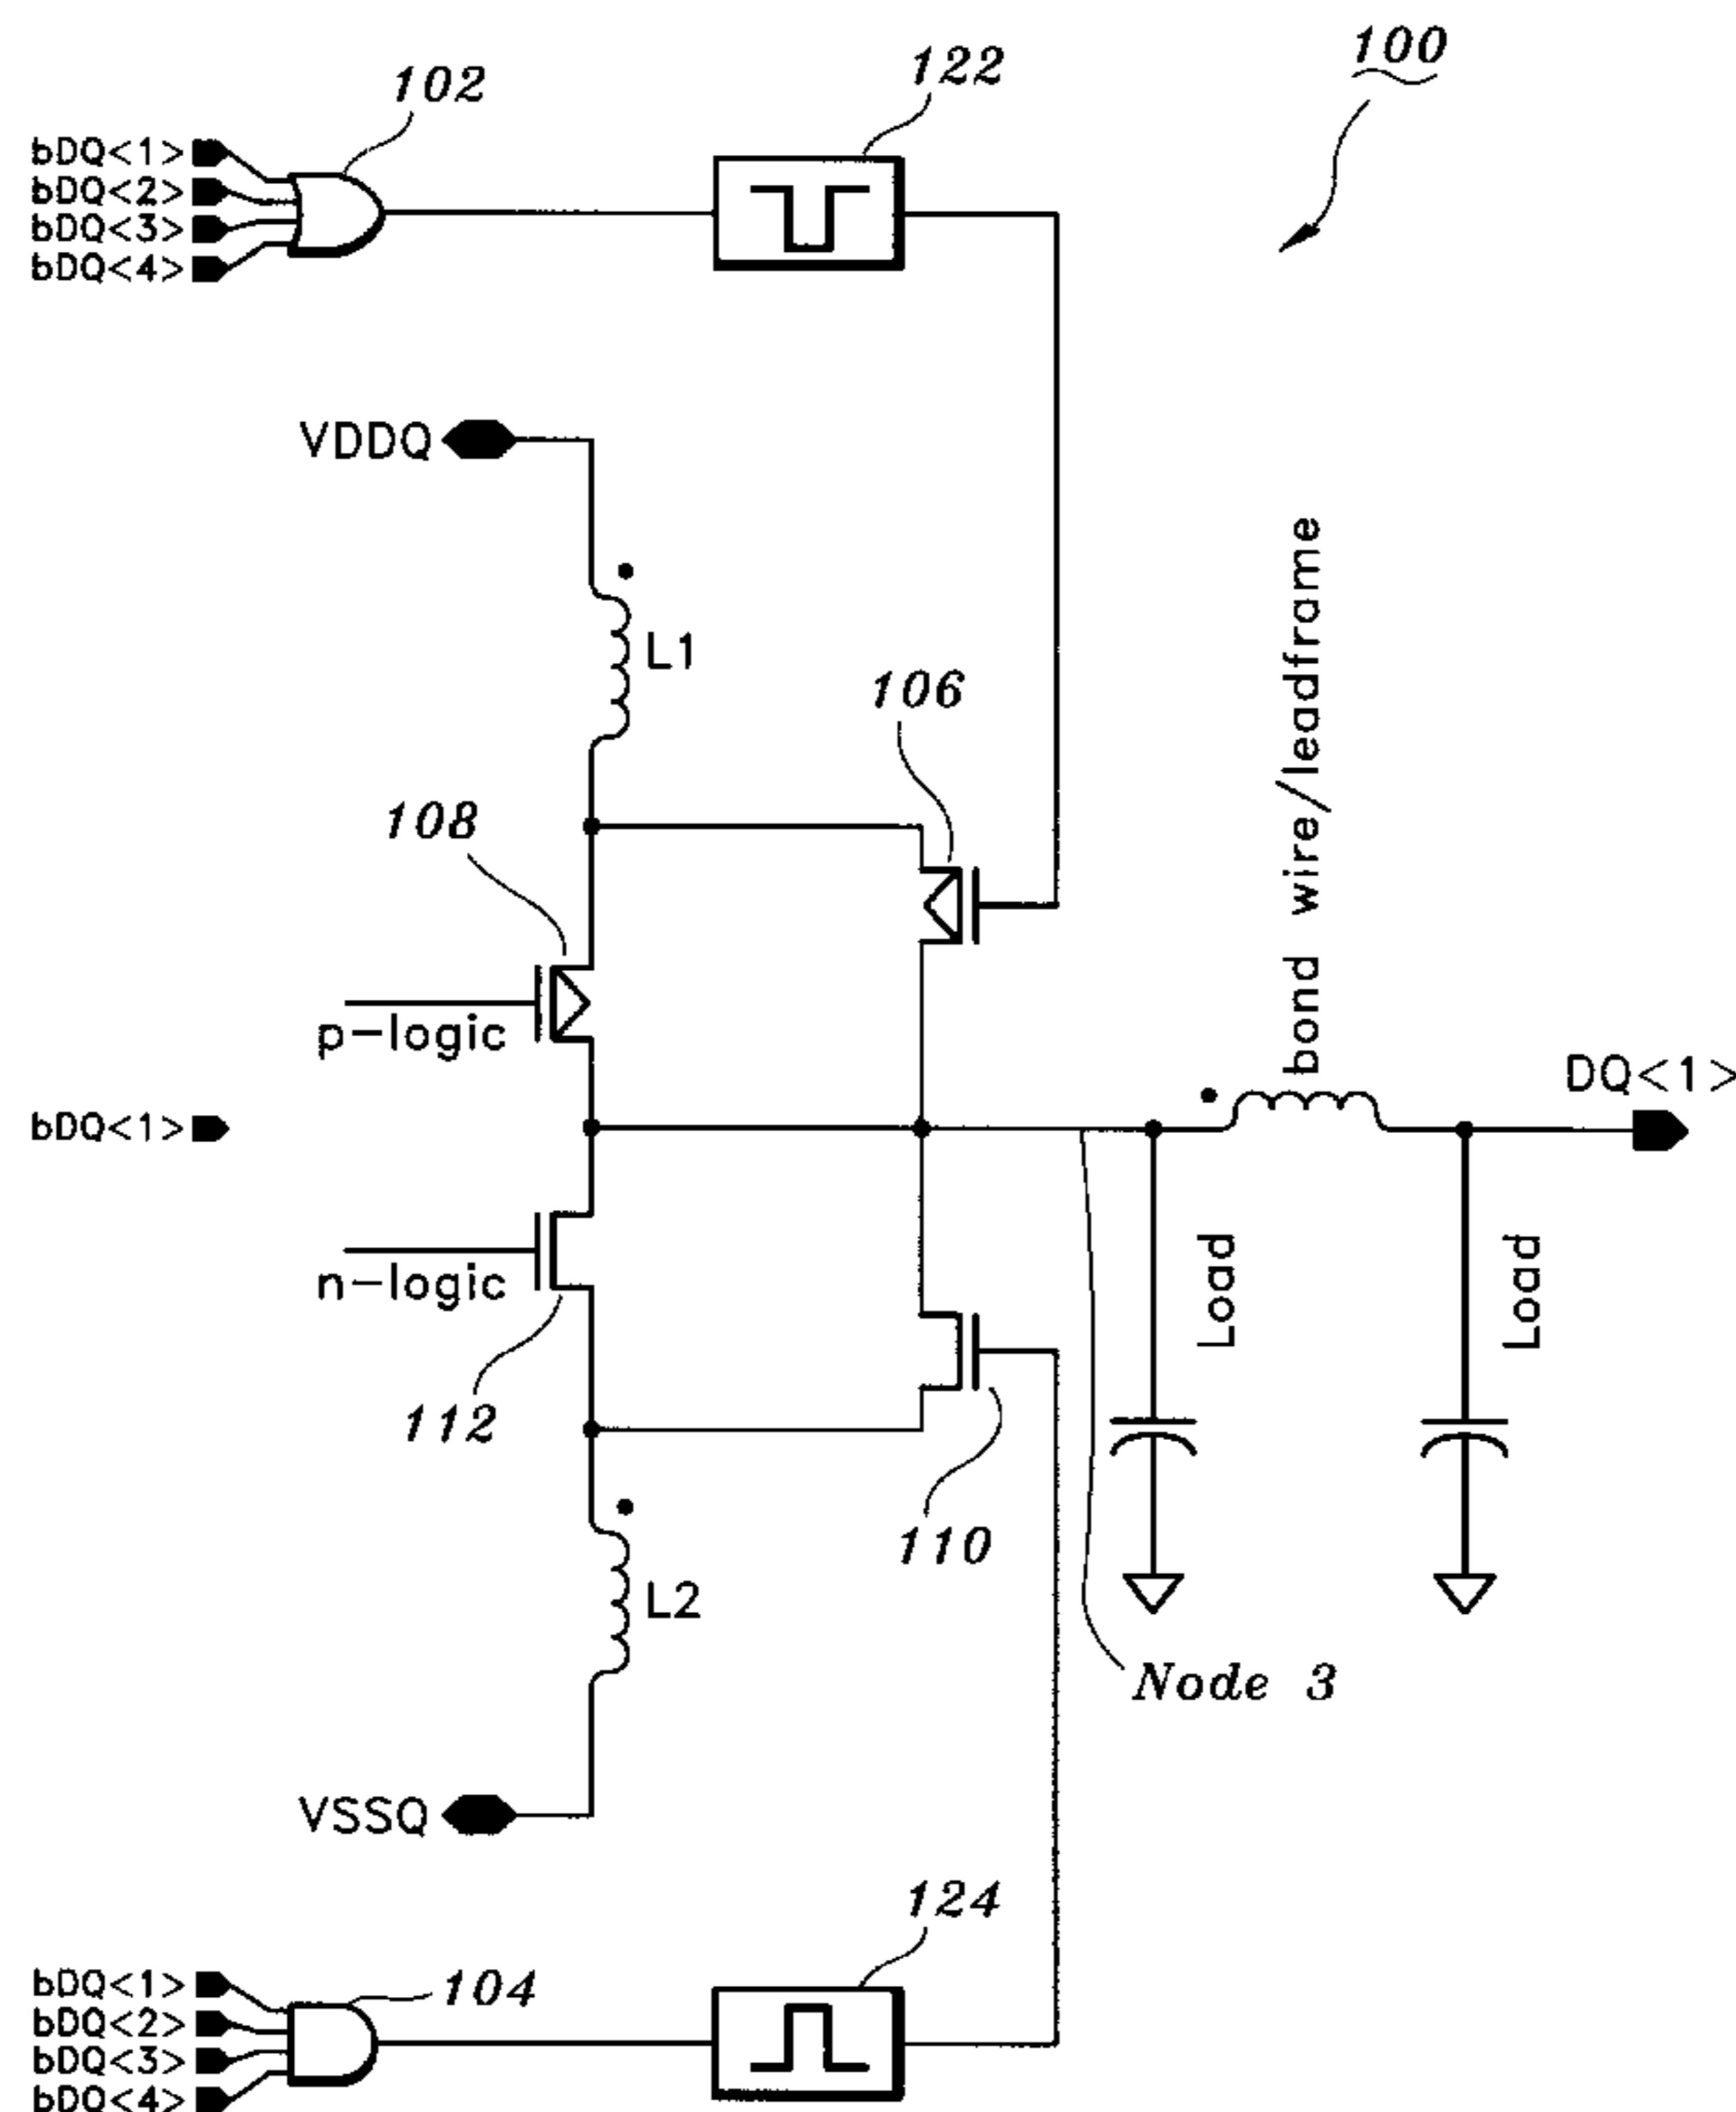 100
102
122
bDQ<1>
bDQ<2>
bDQ<3>
bDQ<4>
VDDQ
L1
106
bond wire/leadframe
108
p-logic
bDQ<1>
DQ<1>
n-logic
112
Load
Load
110
L2
Node 3
VSSQ
124
104
bDQ<1>
bDQ<2>
bDQ<3>
bDQ<4>